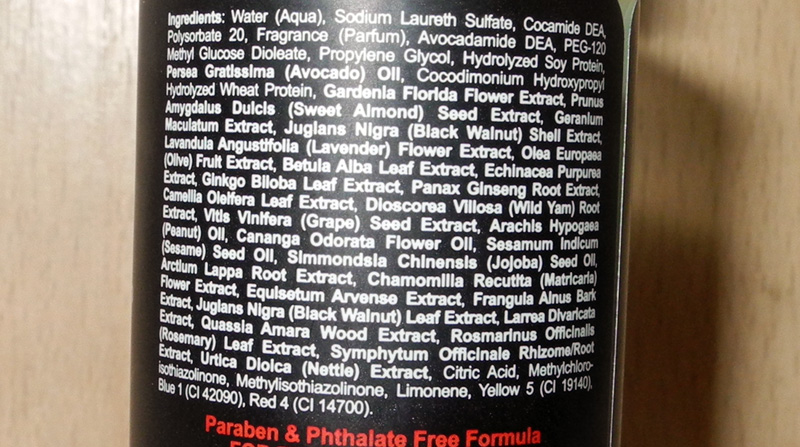 Ingredients: Water (Aqua), Sodium Laureth Sulfate, Cocamide DEA,
Polysorbate 20, Fragrance (Parfum), Avocadamide DEA, PEG-120
Methyl Glucose Dioleate, Propylene Glycol, Hydrolyzed Soy Protein,
Persea Gratissima (Avocado) Oil, Cocodimonium Hydroxypropyl
Hydrolyzed Wheat Protein, Gardenia Florida Flower Extract, Prunus
Amygdalus Dulcis (Sweet Almond) Seed Extract, Geranium
Maculatum Extract, Juglans Nigra (Black Walnut) Shell Extract,
Lavandula Angustifolia (Lavender) Flower Extract, Olea Europaea
(Olive) Fruit Extract, Betula Alba Leaf Extract, Echinacea Purpurea
Extract, Ginkgo Biloba Leaf Extract, Panax Ginseng Root Extract,
Camellia Oleifera Leaf Extract, Dioscorea Villosa (Wild Yam) Root
Extract, Vitis Vinifera (Grape) Seed Extract, Arachis Hypogaea
(Peanut) Oil, Cananga Odorata Flower Oil, Sesamum Indicum
(Sesame) Seed Oil, Simmondsia Chinensis (Jojoba) Seed Oil,
Arctium Lappa Root Extract, Chamomilla Recutita (Matricaria)
Flower Extract, Equisetum Arvense Extract, Frangula Alnus Bark
Extract, Juglans Nigra (Black Walnut) Leaf Extract, Larrea Divaricata
Extract, Quassia Amara Wood Extract, Rosmarinus Officinalis
(Rosemary) Leaf Extract, Symphytum Officinale Rhizome/Root
Extract, Urtica Dioica (Nettle) Extract, Citric Acid, Methylchloro-
isothiazolinone, Methylisothiazolinone, Limonene, Yellow 5 (CI 19140),
Blue 1 (CI 42090), Red 4 (CI 14700).
Paraben & Phthalate Free Formula